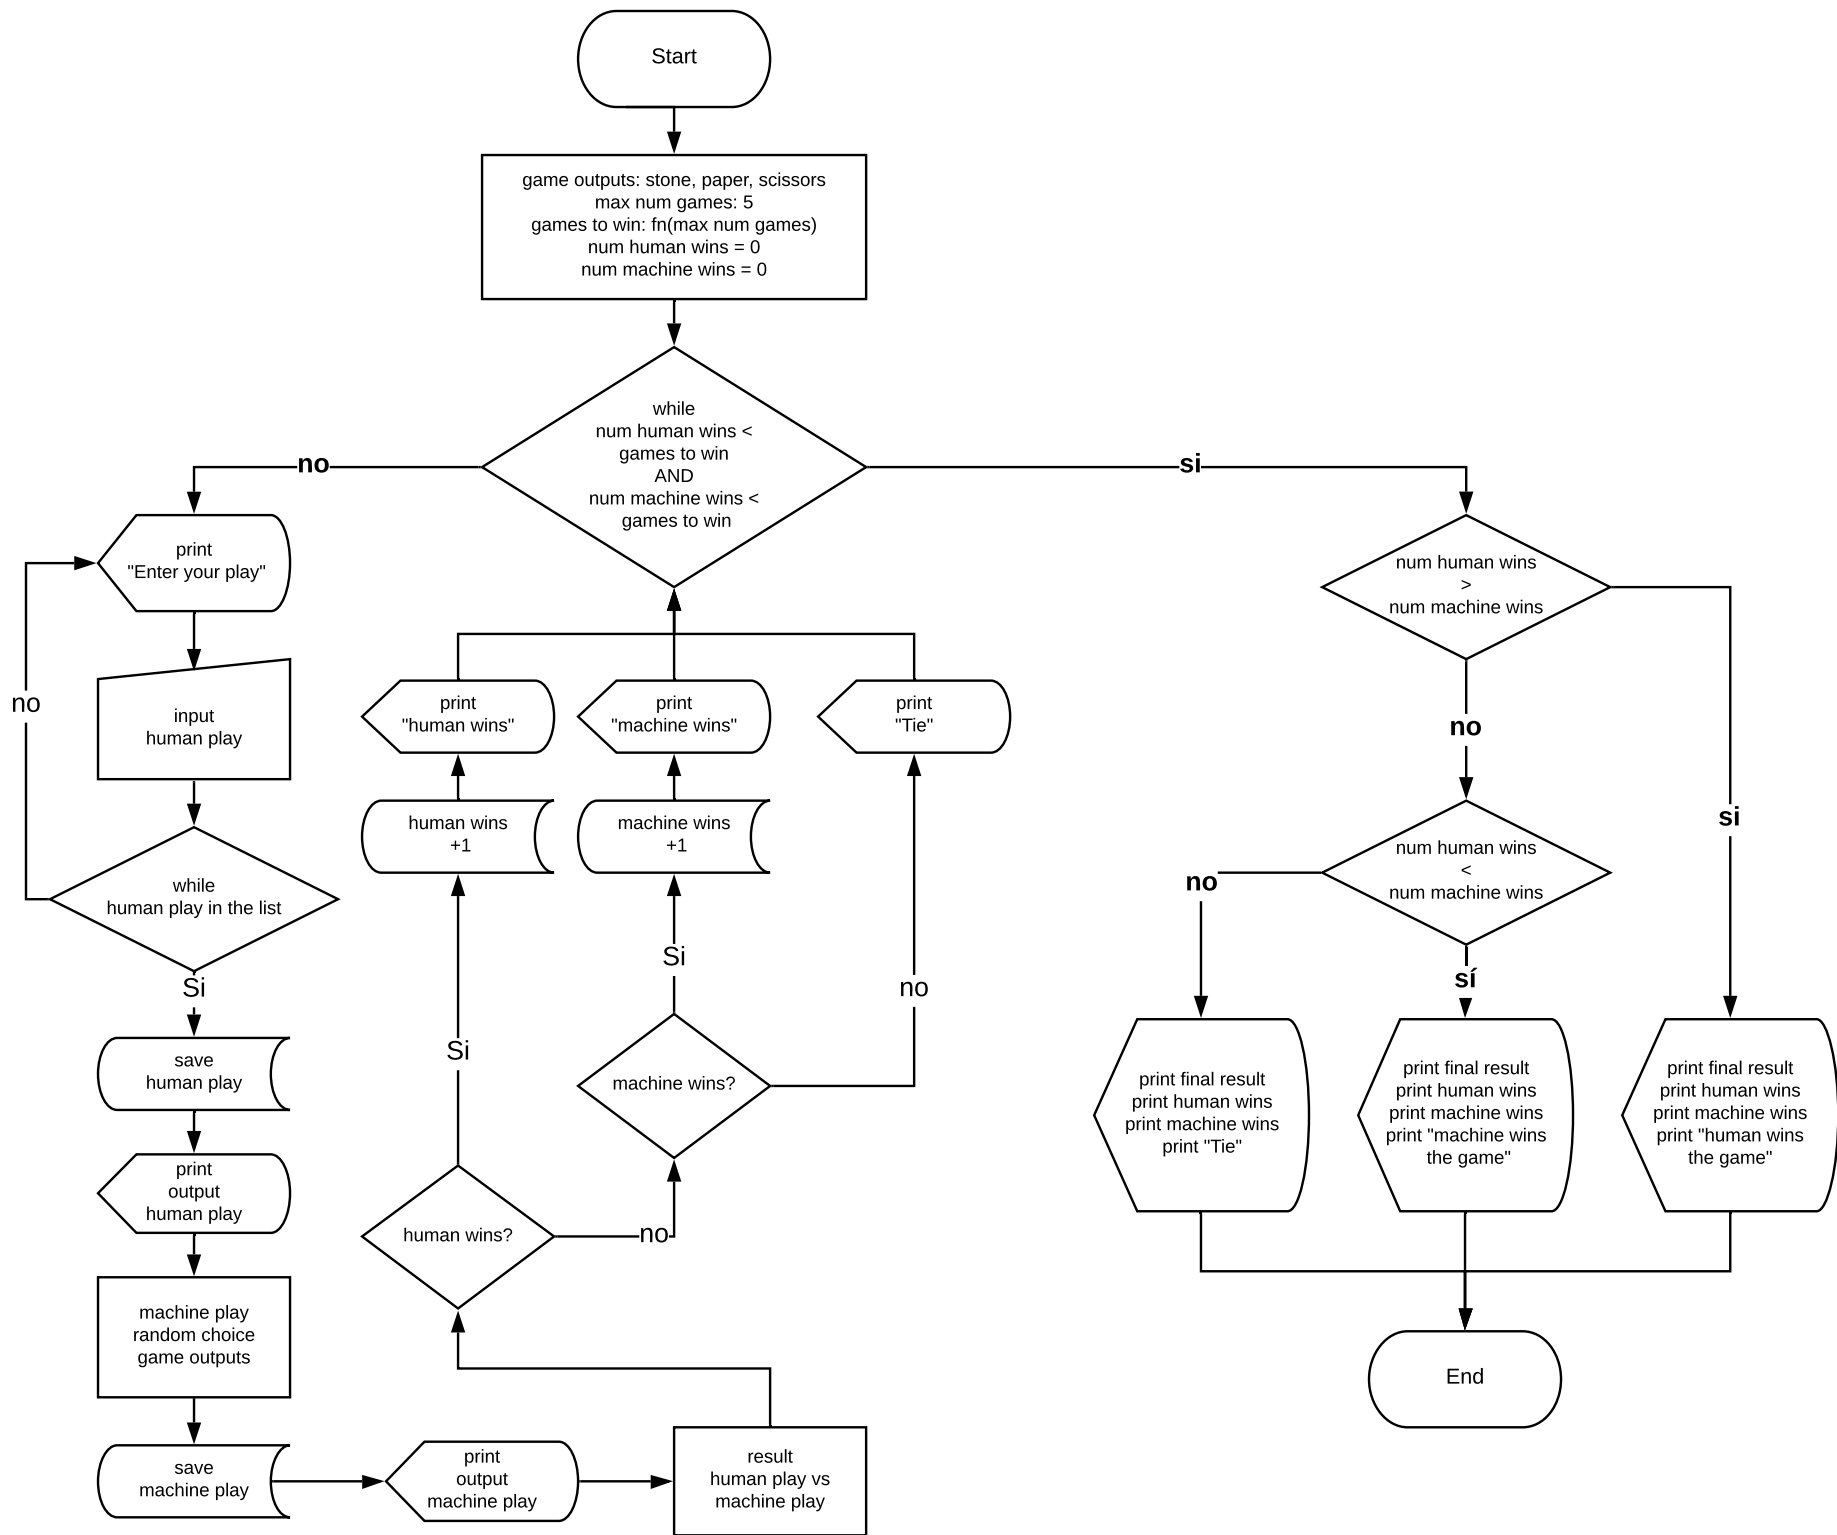 Start
game outputs: stone, paper, scissors
max num games: 5
games to win: fn(max num games)
num human wins = 0
num machine wins = 0
while
num human wins <
games to win
AND
num machine wins <
games to win
no
si
print
"Enter your play"
no
input
human play
while
human play in the list
Si
save
human play
print
output
human play
machine play
random choice
game outputs
save
machine play
print
output
machine play
result
human play vs
machine play
human wins?
Si
no
human wins
+1
print
"human wins"
machine wins?
Si
no
machine wins
+1
print
"machine wins"
print
"Tie"
num human wins
>
num machine wins
no
si
num human wins
<
num machine wins
no
sí
print final result
print human wins
print machine wins
print "Tie"
print final result
print human wins
print machine wins
print "machine wins
the game"
print final result
print human wins
print machine wins
print "human wins
the game"
End